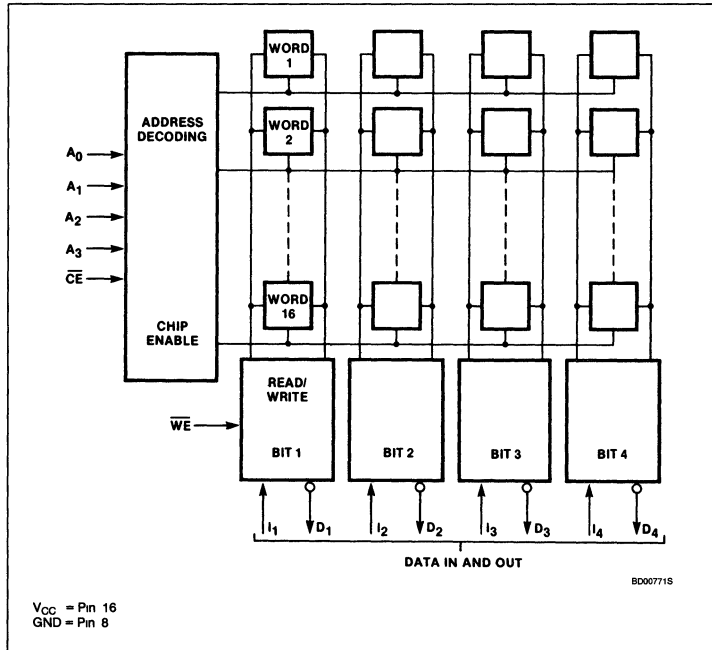 WORD
1
ADDRESS
DECODING
WORD
2
A0
A1
A2
A3
CE
WORD
16
CHIP
ENABLE
READ/
WRITE
WE
BIT 1
BIT 2
BIT 3
BIT 4
I1 D1 I2 D2 I3 D3 I4 D4
DATA IN AND OUT
BD00771S
VCC = Pin 16
GND = Pin 8